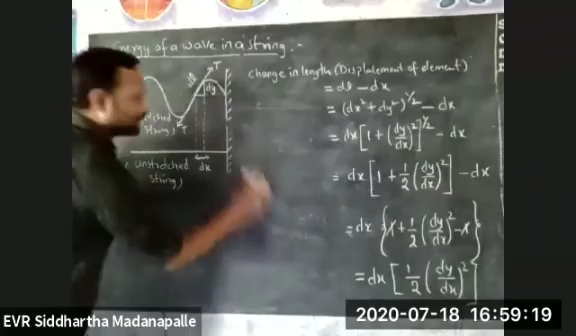 Energy of a wave in a string :-
T
dl
dy
T
string)
(unstretched dx
string)
change in length (Displacement of element)
= dl - dx
= (dx² + dy²)^1/2 - dx
= dx [1 + (dy/dx)²]^1/2 - dx
= dx [1 + 1/2 (dy/dx)²] - dx
= dx {1 + 1/2 (dy/dx)² - 1}
= dx [1/2 (dy/dx)²]
EVR Siddhartha Madanapalle
2020-07-18 16:59:19